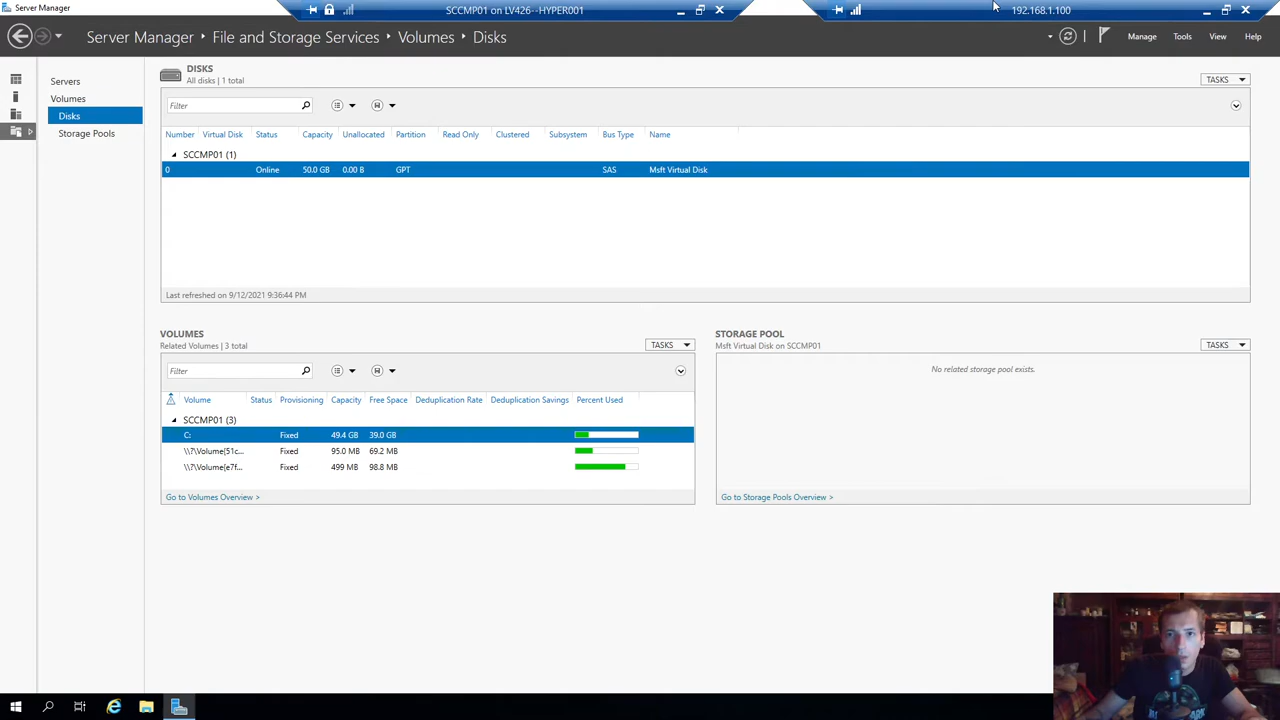 Server Manager
SCCMP01 on LV426--HYPER001
192.168.1.100
Server Manager › File and Storage Services › Volumes › Disks
Manage Tools View Help
Servers
Volumes
Disks
Storage Pools
DISKS
All disks | 1 total
TASKS
Filter
Number Virtual Disk Status Capacity Unallocated Partition Read Only Clustered Subsystem Bus Type Name
SCCMP01 (1)
0 Online 50.0 GB 0.00 B GPT SAS Msft Virtual Disk
Last refreshed on 9/12/2021 9:36:44 PM
VOLUMES
Related Volumes | 3 total
TASKS
Filter
Volume Status Provisioning Capacity Free Space Deduplication Rate Deduplication Savings Percent Used
SCCMP01 (3)
C: Fixed 49.4 GB 39.0 GB
\\?\Volume{51c... Fixed 95.0 MB 69.2 MB
\\?\Volume{e7f... Fixed 499 MB 98.8 MB
Go to Volumes Overview >
STORAGE POOL
Msft Virtual Disk on SCCMP01
TASKS
No related storage pool exists.
Go to Storage Pools Overview >